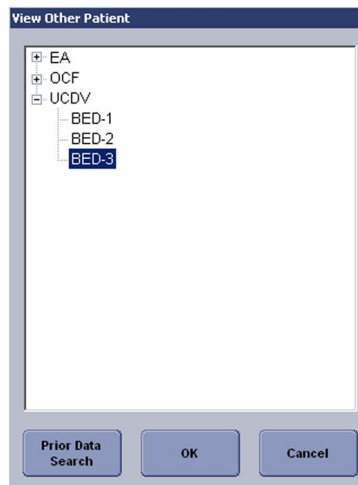 View Other Patient
EA
OCF
UCDV
BED-1
BED-2
BED-3
Prior Data
Search
OK
Cancel